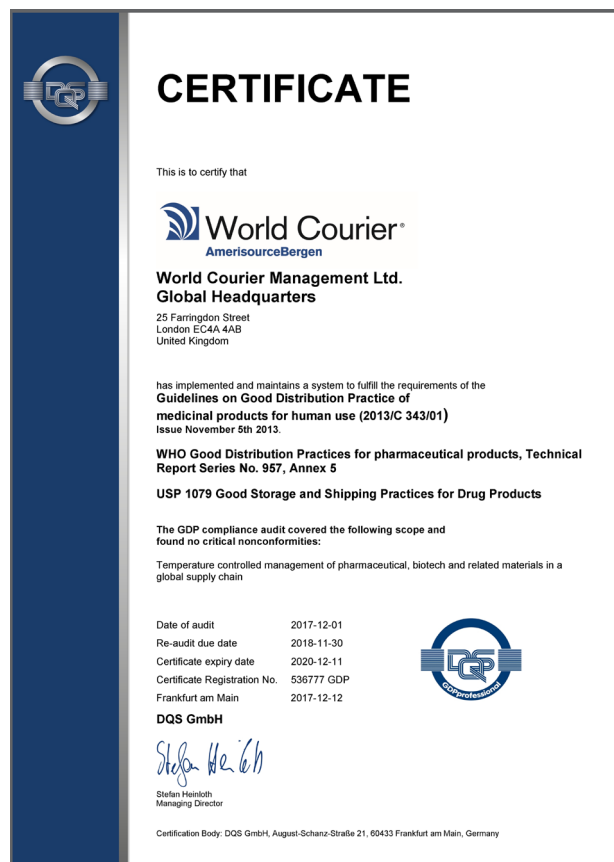 DQS
CERTIFICATE
This is to certify that
World Courier®
AmerisourceBergen
World Courier Management Ltd.
Global Headquarters
25 Farringdon Street
London EC4A 4AB
United Kingdom
has implemented and maintains a system to fulfill the requirements of the
Guidelines on Good Distribution Practice of
medicinal products for human use (2013/C 343/01)
Issue November 5th 2013.
WHO Good Distribution Practices for pharmaceutical products, Technical
Report Series No. 957, Annex 5
USP 1079 Good Storage and Shipping Practices for Drug Products
The GDP compliance audit covered the following scope and
found no critical nonconformities:
Temperature controlled management of pharmaceutical, biotech and related materials in a
global supply chain
Date of audit 2017-12-01
Re-audit due date 2018-11-30
Certificate expiry date 2020-12-11
Certificate Registration No. 536777 GDP
Frankfurt am Main 2017-12-12
DQS
GDPprofessional
DQS GmbH
Stefan Heinloth
Stefan Heinloth
Managing Director
Certification Body: DQS GmbH, August-Schanz-Straße 21, 60433 Frankfurt am Main, Germany